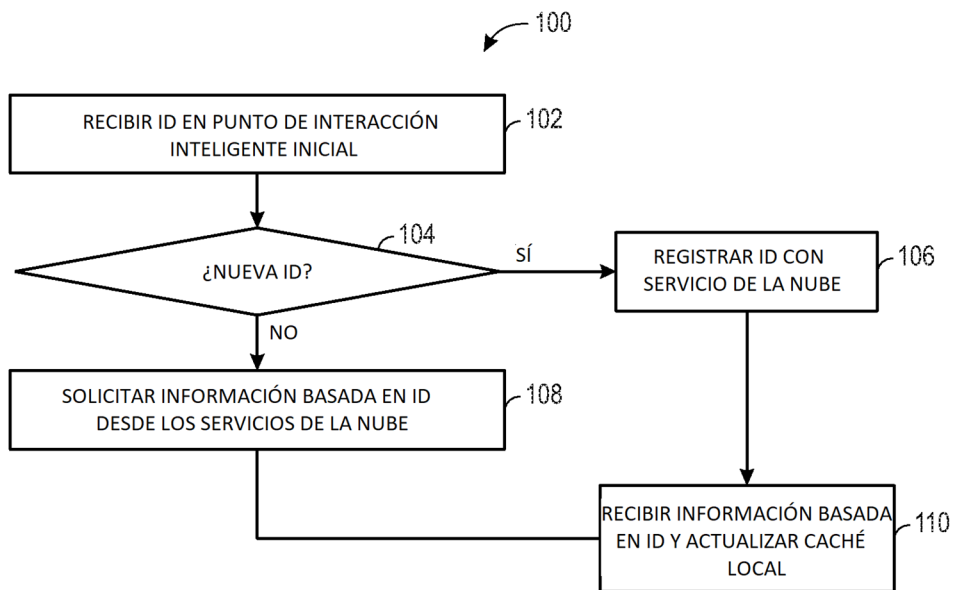 100
RECIBIR ID EN PUNTO DE INTERACCIÓN
INTELIGENTE INICIAL
102
104
¿NUEVA ID?
SÍ
REGISTRAR ID CON
SERVICIO DE LA NUBE
106
NO
SOLICITAR INFORMACIÓN BASADA EN ID
DESDE LOS SERVICIOS DE LA NUBE
108
RECIBIR INFORMACIÓN BASADA
EN ID Y ACTUALIZAR CACHÉ
LOCAL
110